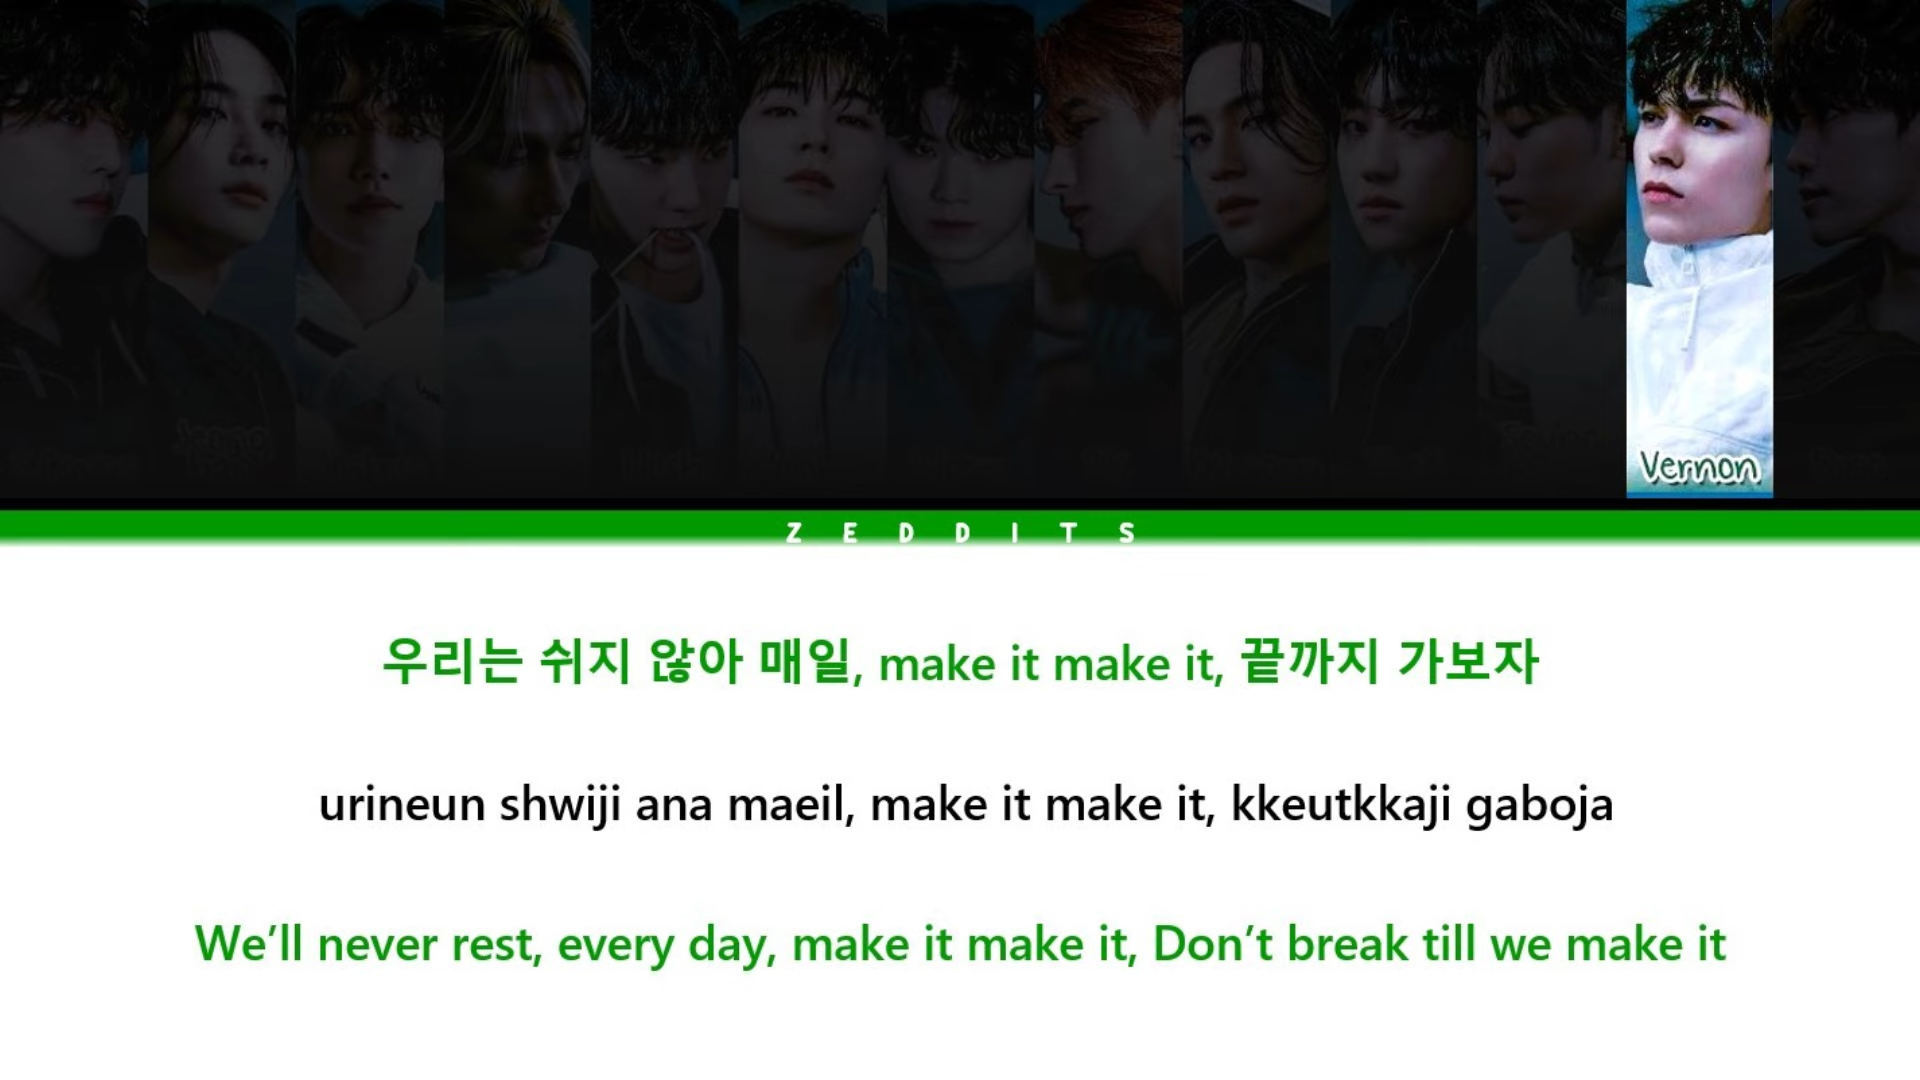 Vernon
ZEDDITS
우리는 쉬지 않아 매일, make it make it, 끝까지 가보자
urineun shwiji ana maeil, make it make it, kkeutkkaji gaboja
We’ll never rest, every day, make it make it, Don’t break till we make it